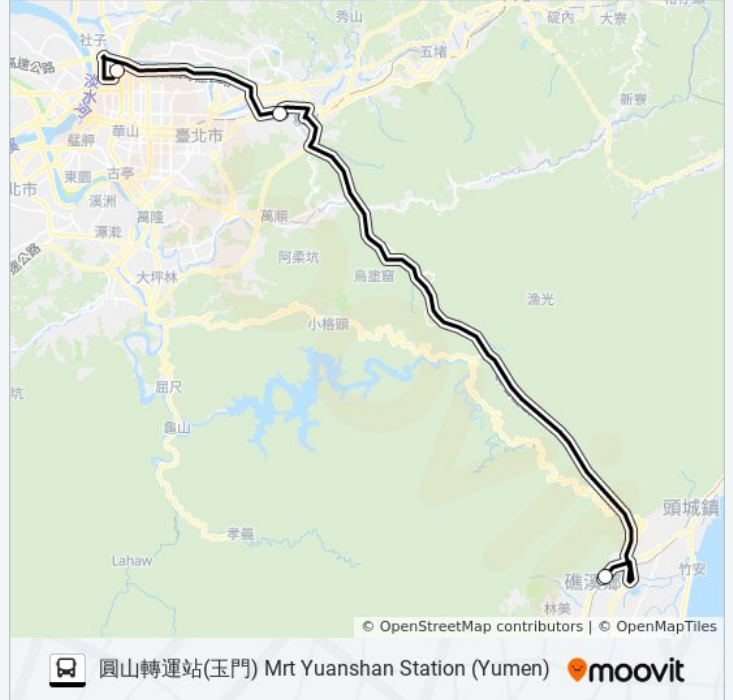 秀山
碇內
大寮
社子
五堵
高速公路
淡水河
新寮
華山
臺北市
艋舺
東園
古亭
北市
溪洲
萬隆
萬順
速公路
阿柔坑
烏塗窟
大坪林
漁光
小格頭
坑
屈尺
龜山
頭城鎮
孝義
Lahaw
竹安
礁溪鄉
林美
© OpenStreetMap contributors | © OpenMapTiles
圓山轉運站(玉門) Mrt Yuanshan Station (Yumen)
moovit